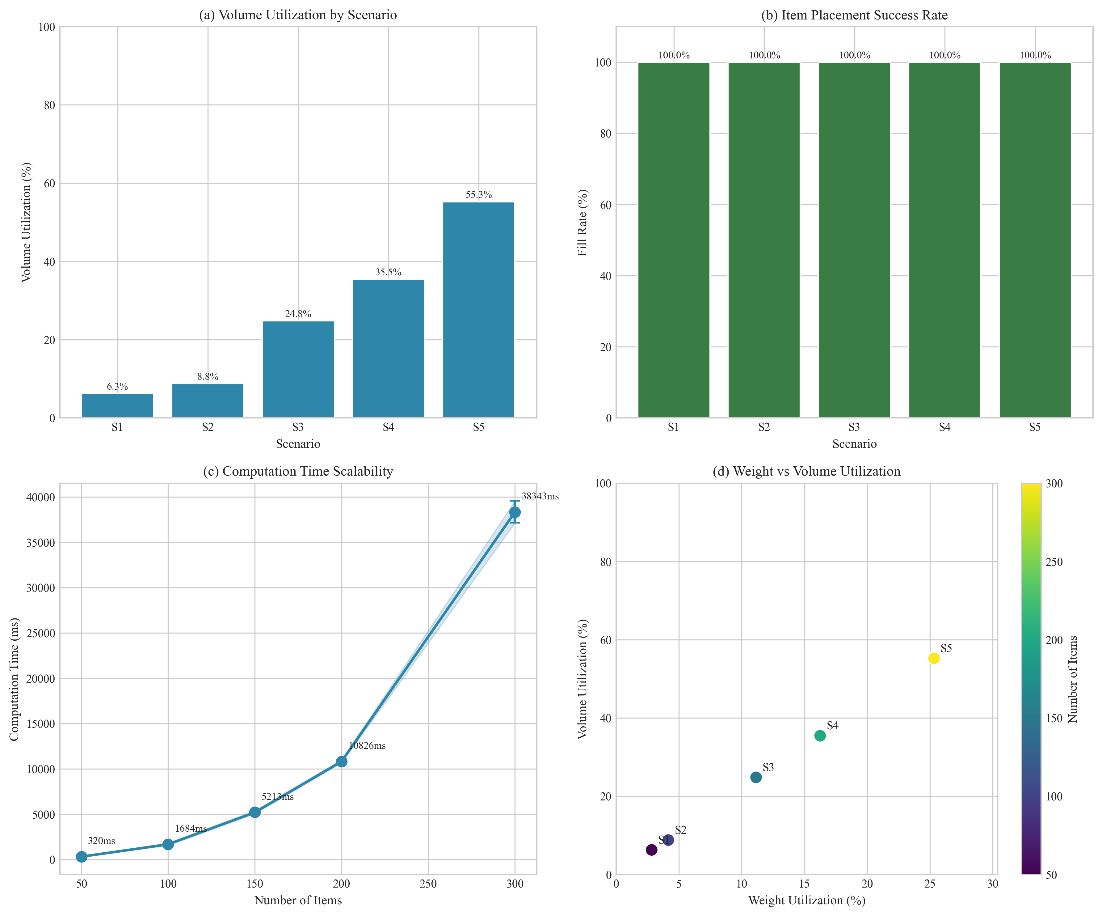 (a) Volume Utilization by Scenario
Volume Utilization (%)
100
80
60
40
20
0
6.3%
8.8%
24.8%
35.5%
55.3%
S1
S2
S3
S4
S5
Scenario
(b) Item Placement Success Rate
Fill Rate (%)
100
80
60
40
20
0
100.0%
100.0%
100.0%
100.0%
100.0%
S1
S2
S3
S4
S5
Scenario
(c) Computation Time Scalability
Computation Time (ms)
40000
35000
30000
25000
20000
15000
10000
5000
0
320ms
1684ms
5213ms
10826ms
38343ms
50
100
150
200
300
Number of Items
(d) Weight vs Volume Utilization
Volume Utilization (%)
100
80
60
40
20
0
S1
S2
S3
S4
S5
0
5
10
15
20
25
30
Weight Utilization (%)
300
250
200
150
100
50
Number of Items